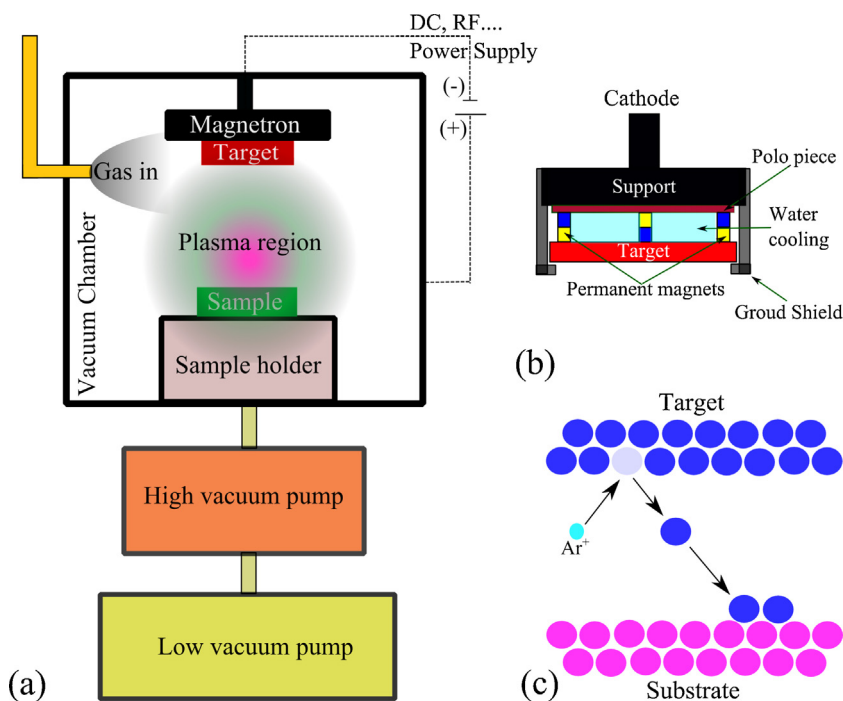 DC, RF....
Power Supply
(-)
(+)
Magnetron
Target
Gas in
Plasma region
Vacuum Chamber
Sample
Sample holder
High vacuum pump
Low vacuum pump
(a)
Cathode
Support
Polo piece
Water
cooling
Target
Permanent magnets
Groud Shield
(b)
Target
Ar⁺
Substrate
(c)